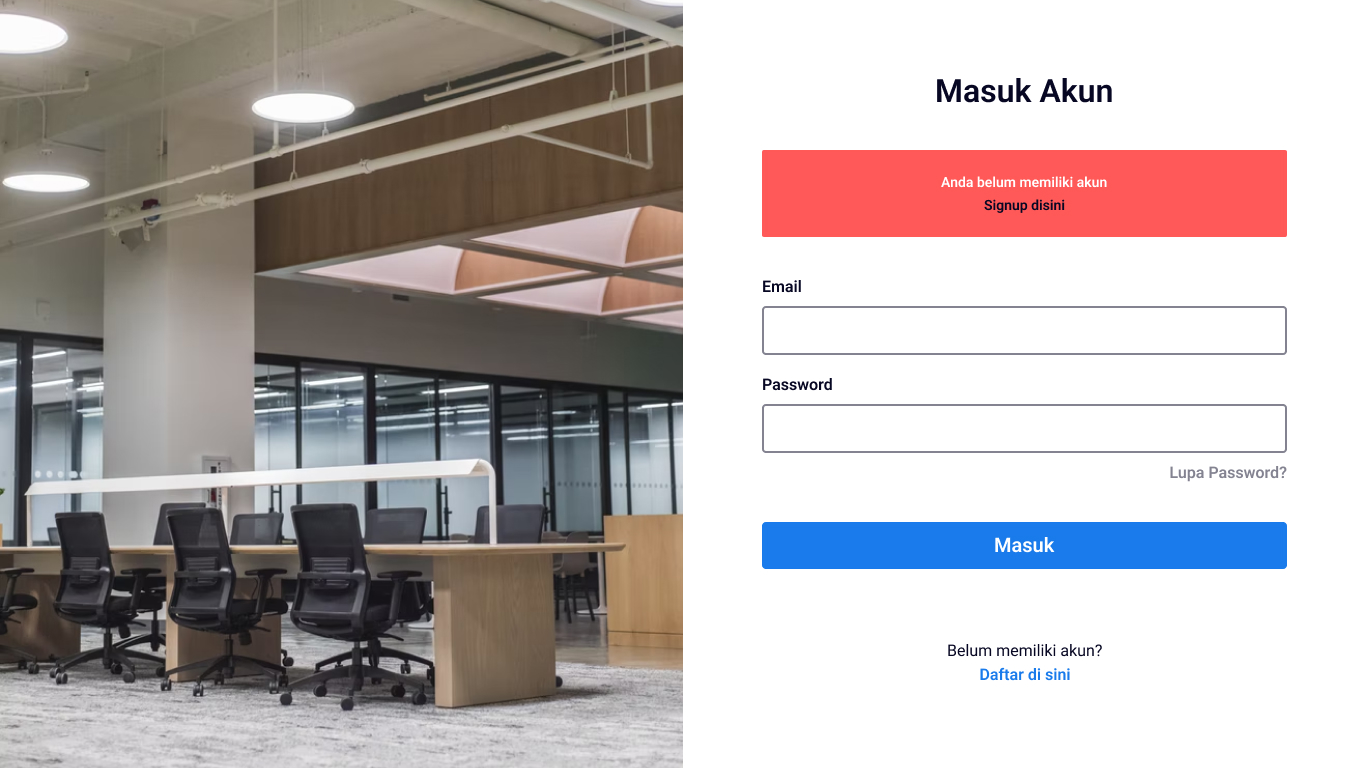 Masuk Akun
Anda belum memiliki akun
Signup disini
Email
Password
Lupa Password?
Masuk
Belum memiliki akun?
Daftar di sini